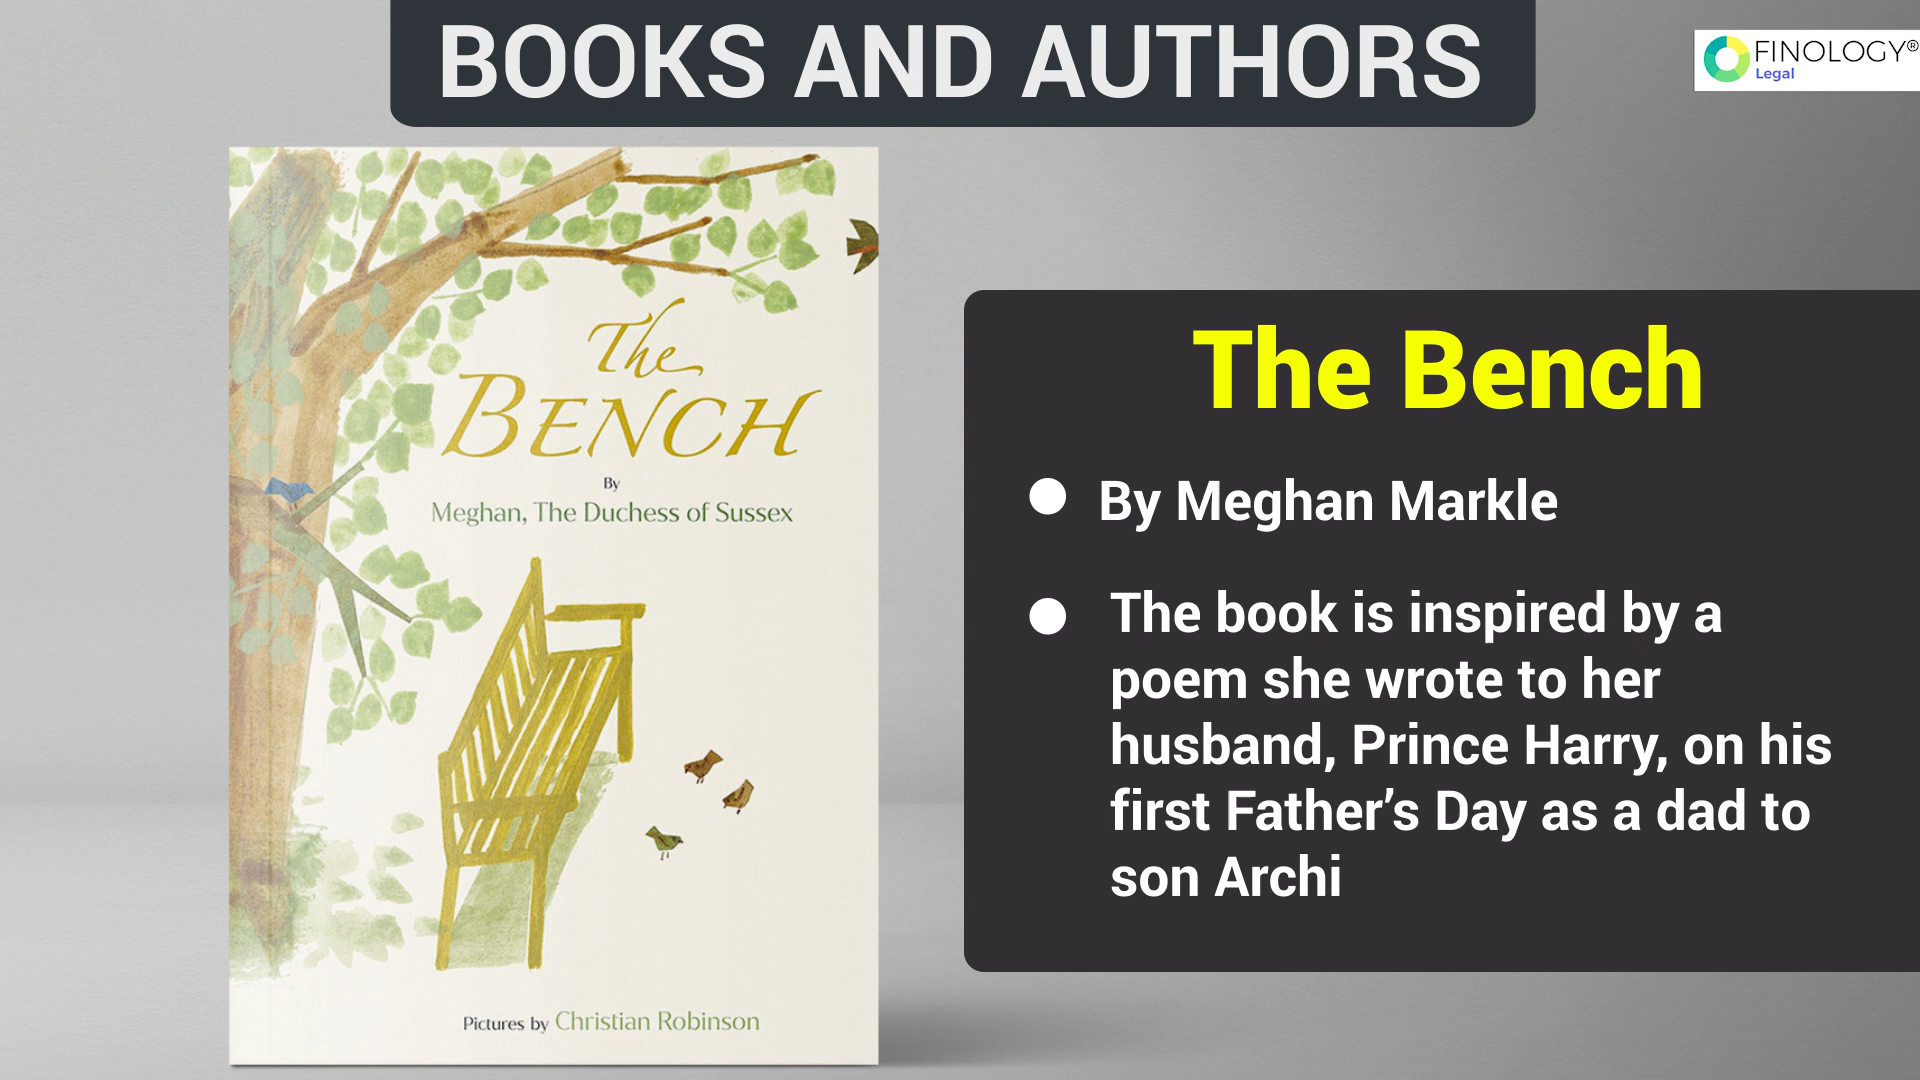 BOOKS AND AUTHORS
FINOLOGY®
Legal
The
BENCH
By
Meghan, The Duchess of Sussex
Pictures by Christian Robinson
The Bench
By Meghan Markle
The book is inspired by a
poem she wrote to her
husband, Prince Harry, on his
first Father’s Day as a dad to
son Archi